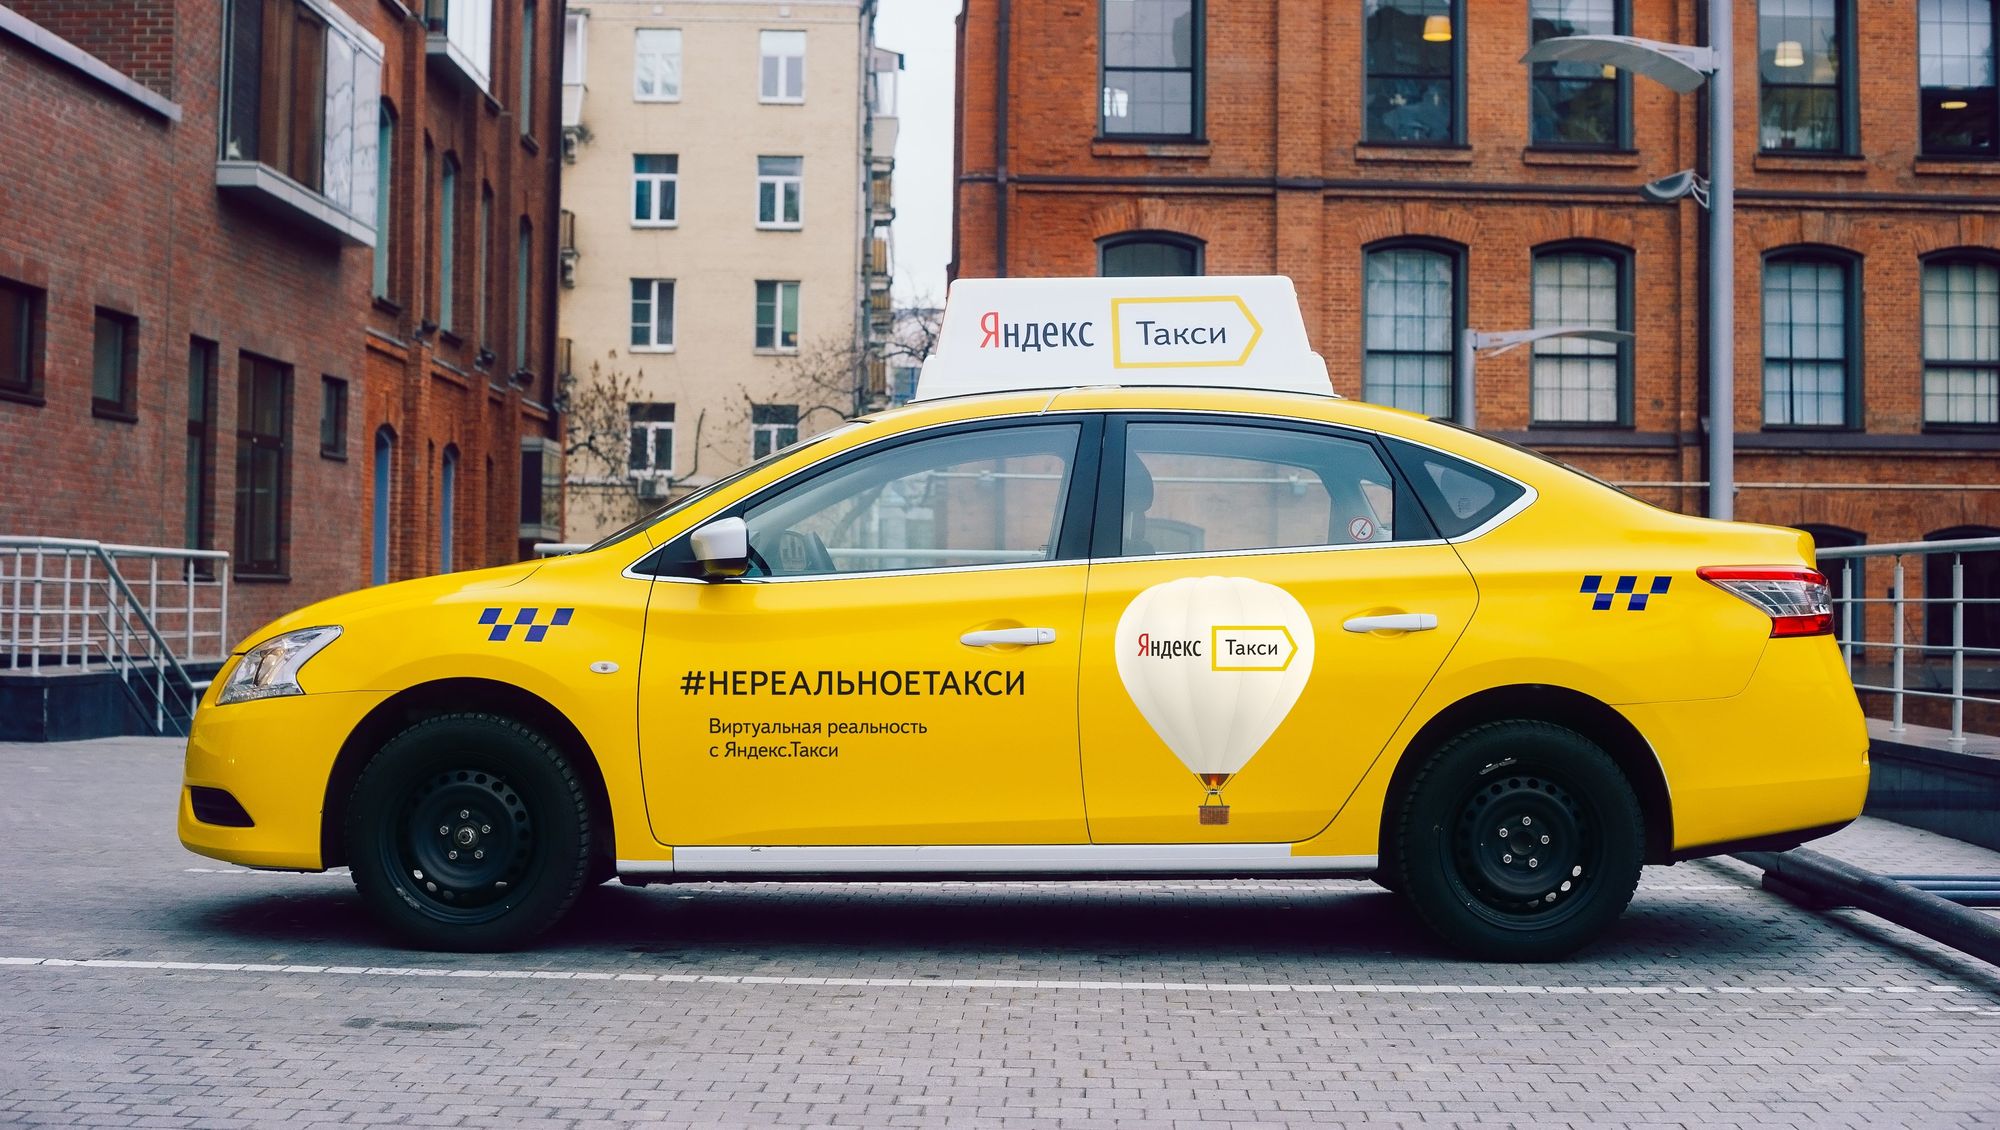 Яндекс Такси
#НЕРЕАЛЬНОЕТАКСИ
Виртуальная реальность
с Яндекс.Такси
Яндекс Такси